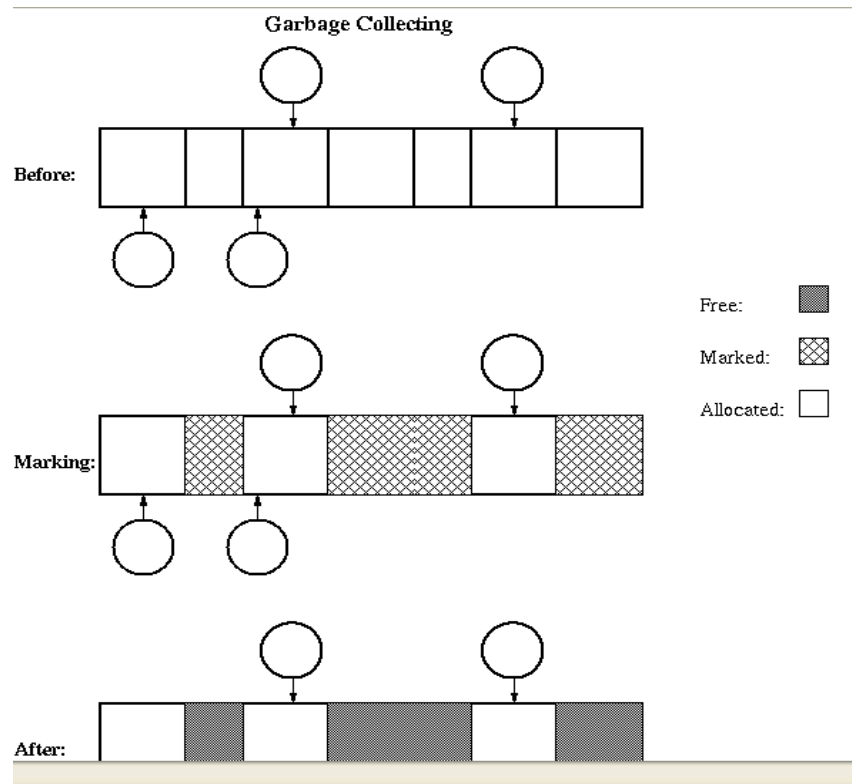 Garbage Collecting
Before:
Free:
Marked:
Allocated:
Marking:
After: